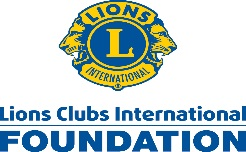 LIONS
L
INTERNATIONAL
Lions Clubs International
FOUNDATION